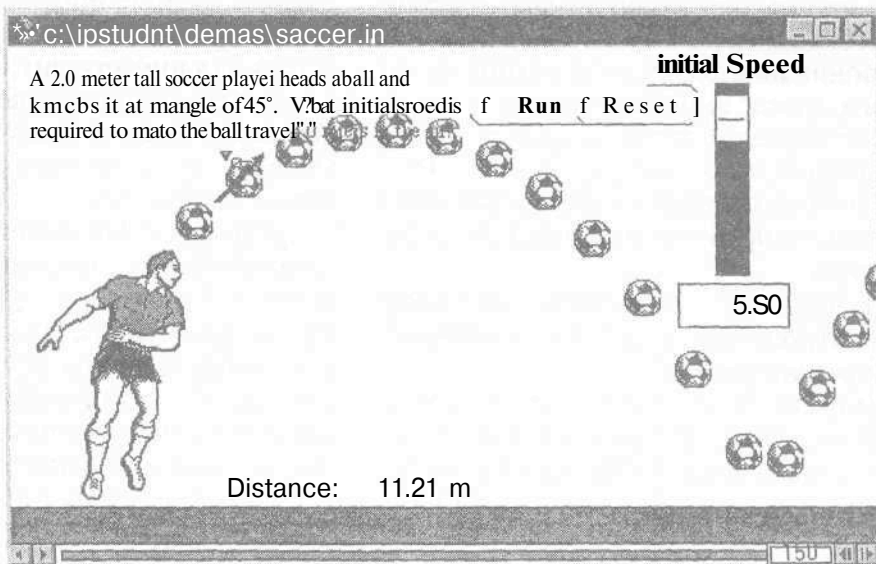 c:\ipstudnt\demas\saccer.in
initial Speed
A 2.0 meter tall soccer playei heads aball and
kmcbs it at mangle of45°. V?bat initialsroedis
required to mato the ball travel""
f Run f Reset ]
5.S0
Distance: 11.21 m
150